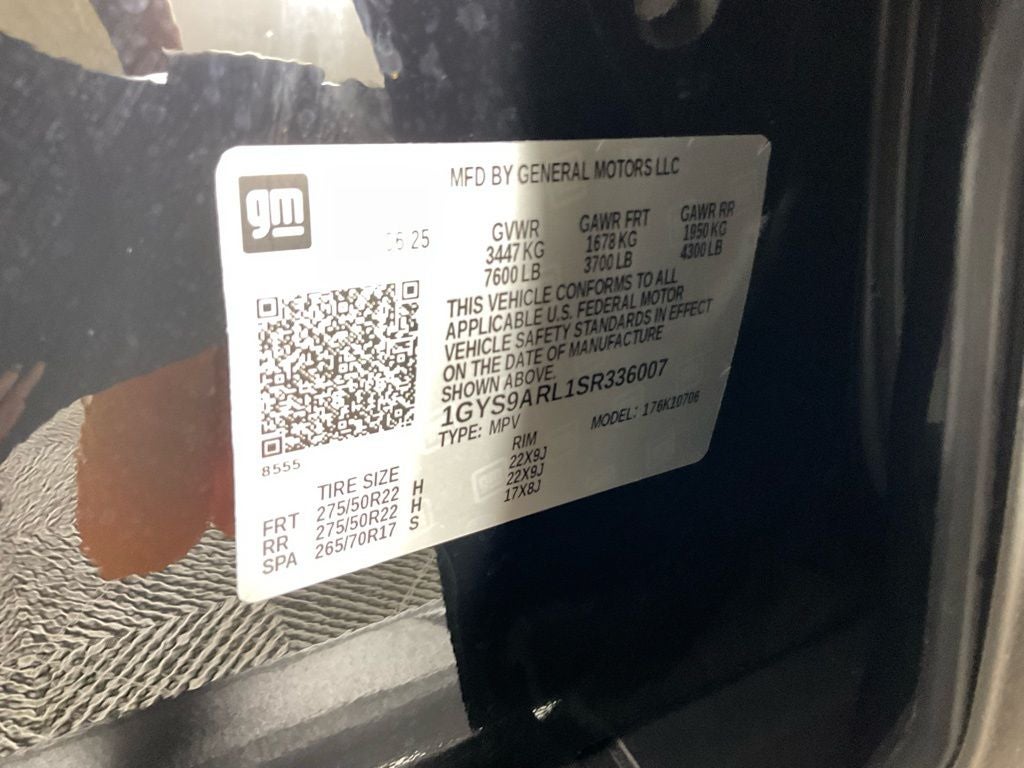 gm
MFD BY GENERAL MOTORS LLC
06 25
GVWR GAWR FRT GAWR RR
3447 KG 1678 KG 1950 KG
7600 LB 3700 LB 4300 LB
THIS VEHICLE CONFORMS TO ALL
APPLICABLE U.S. FEDERAL MOTOR
VEHICLE SAFETY STANDARDS IN EFFECT
ON THE DATE OF MANUFACTURE
SHOWN ABOVE.
1GYS9ARL1SR336007
TYPE: MPV MODEL: 176K10706
8555
TIRE SIZE RIM
FRT 275/50R22 H 22X9J
RR 275/50R22 H 22X9J
SPA 265/70R17 S 17X8J